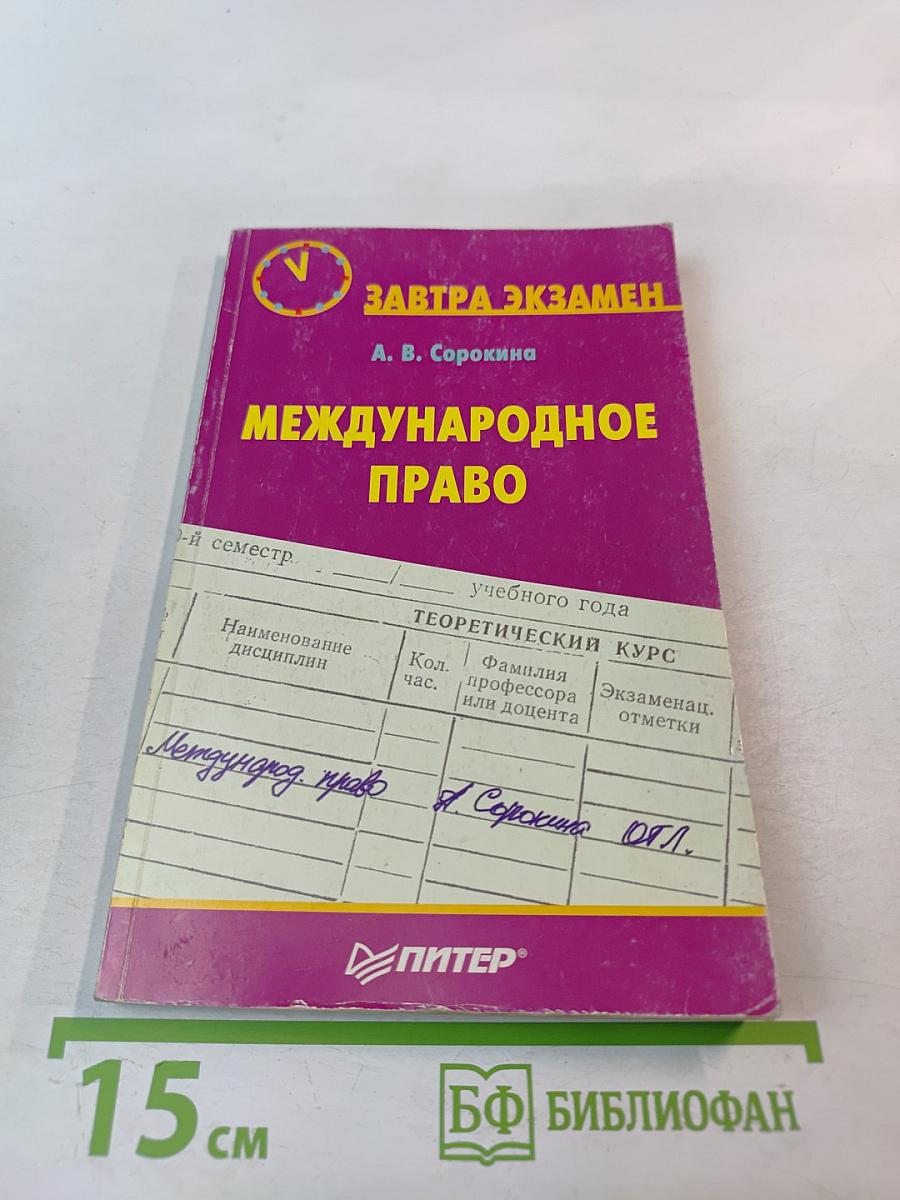 ЗАВТРА ЭКЗАМЕН
А. В. Сорокина
МЕЖДУНАРОДНОЕ
ПРАВО
-й семестр
учебного года
ТЕОРЕТИЧЕСКИЙ КУРС
Наименование
дисциплин
Кол.
час.
Фамилия
профессора
или доцента
Экзаменац.
отметки
Международ. право
А. Сорокина
ОТЛ.
ПИТЕР®
15 см
БФ БИБЛИОФАН